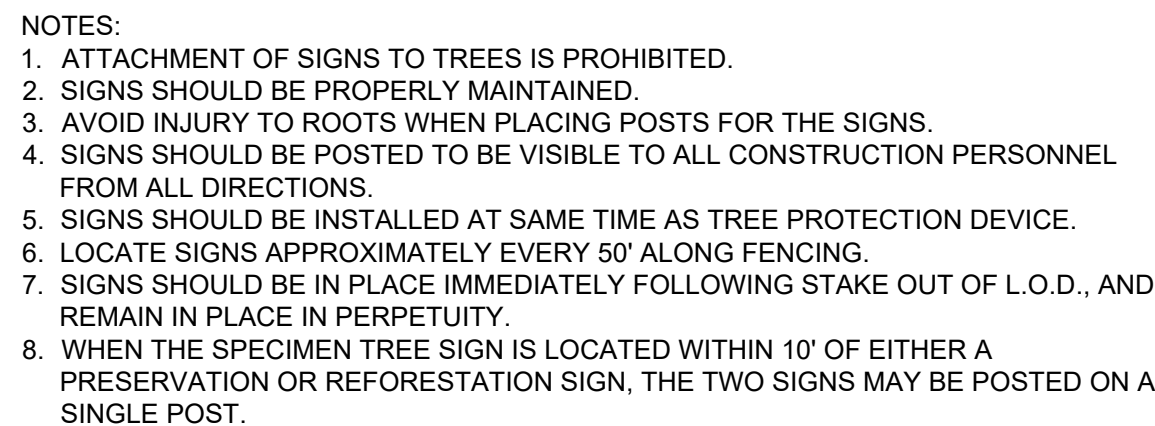 NOTES:
1. ATTACHMENT OF SIGNS TO TREES IS PROHIBITED.
2. SIGNS SHOULD BE PROPERLY MAINTAINED.
3. AVOID INJURY TO ROOTS WHEN PLACING POSTS FOR THE SIGNS.
4. SIGNS SHOULD BE POSTED TO BE VISIBLE TO ALL CONSTRUCTION PERSONNEL
FROM ALL DIRECTIONS.
5. SIGNS SHOULD BE INSTALLED AT SAME TIME AS TREE PROTECTION DEVICE.
6. LOCATE SIGNS APPROXIMATELY EVERY 50' ALONG FENCING.
7. SIGNS SHOULD BE IN PLACE IMMEDIATELY FOLLOWING STAKE OUT OF L.O.D., AND
REMAIN IN PLACE IN PERPETUITY.
8. WHEN THE SPECIMEN TREE SIGN IS LOCATED WITHIN 10' OF EITHER A
PRESERVATION OR REFORESTATION SIGN, THE TWO SIGNS MAY BE POSTED ON A
SINGLE POST.